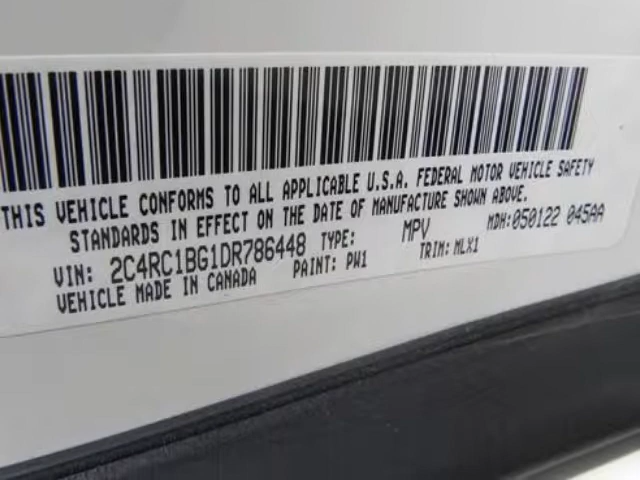 THIS VEHICLE CONFORMS TO ALL APPLICABLE U.S.A. FEDERAL MOTOR VEHICLE SAFETY
STANDARDS IN EFFECT ON THE DATE OF MANUFACTURE SHOWN ABOVE.
VIN: 2C4RC1BG1DR786448 TYPE: MPV MDH:050122 045AA
VEHICLE MADE IN CANADA PAINT: PW1 TRIM: MLX1